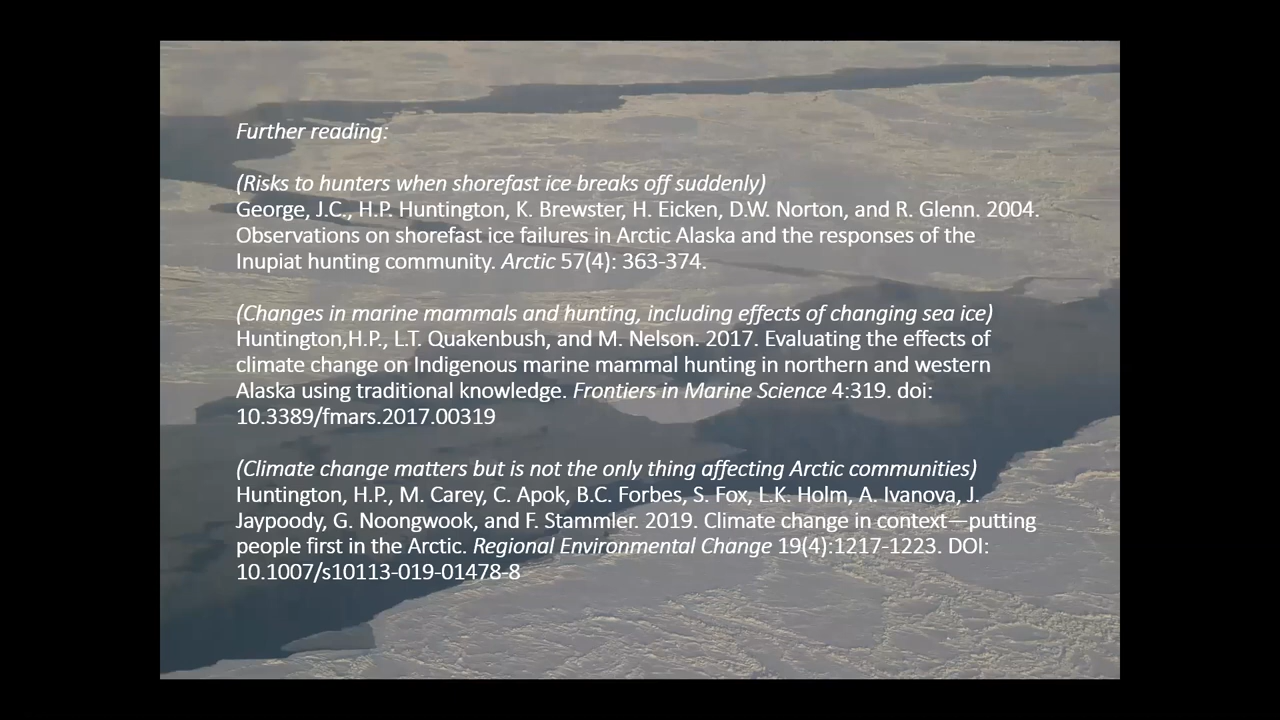 Further reading:
(Risks to hunters when shorefast ice breaks off suddenly)
George, J.C., H.P. Huntington, K. Brewster, H. Eicken, D.W. Norton, and R. Glenn. 2004.
Observations on shorefast ice failures in Arctic Alaska and the responses of the
Inupiat hunting community. Arctic 57(4): 363-374.
(Changes in marine mammals and hunting, including effects of changing sea ice)
Huntington,H.P., L.T. Quakenbush, and M. Nelson. 2017. Evaluating the effects of
climate change on Indigenous marine mammal hunting in northern and western
Alaska using traditional knowledge. Frontiers in Marine Science 4:319. doi:
10.3389/fmars.2017.00319
(Climate change matters but is not the only thing affecting Arctic communities)
Huntington, H.P., M. Carey, C. Apok, B.C. Forbes, S. Fox, L.K. Holm, A. Ivanova, J.
Jaypoody, G. Noongwook, and F. Stammler. 2019. Climate change in context—putting
people first in the Arctic. Regional Environmental Change 19(4):1217-1223. DOI:
10.1007/s10113-019-01478-8